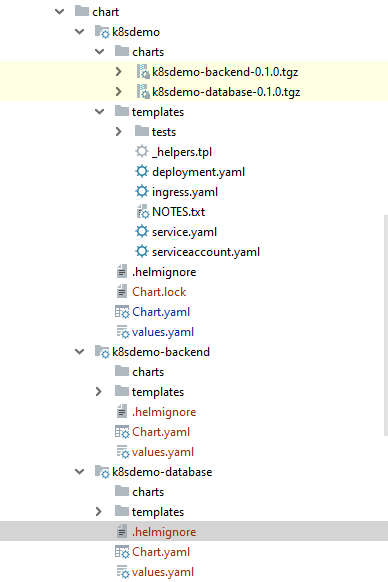 chart
k8sdemo
charts
k8sdemo-backend-0.1.0.tgz
k8sdemo-database-0.1.0.tgz
templates
tests
_helpers.tpl
deployment.yaml
ingress.yaml
NOTES.txt
service.yaml
serviceaccount.yaml
.helmignore
Chart.lock
Chart.yaml
values.yaml
k8sdemo-backend
charts
templates
.helmignore
Chart.yaml
values.yaml
k8sdemo-database
charts
templates
.helmignore
Chart.yaml
values.yaml